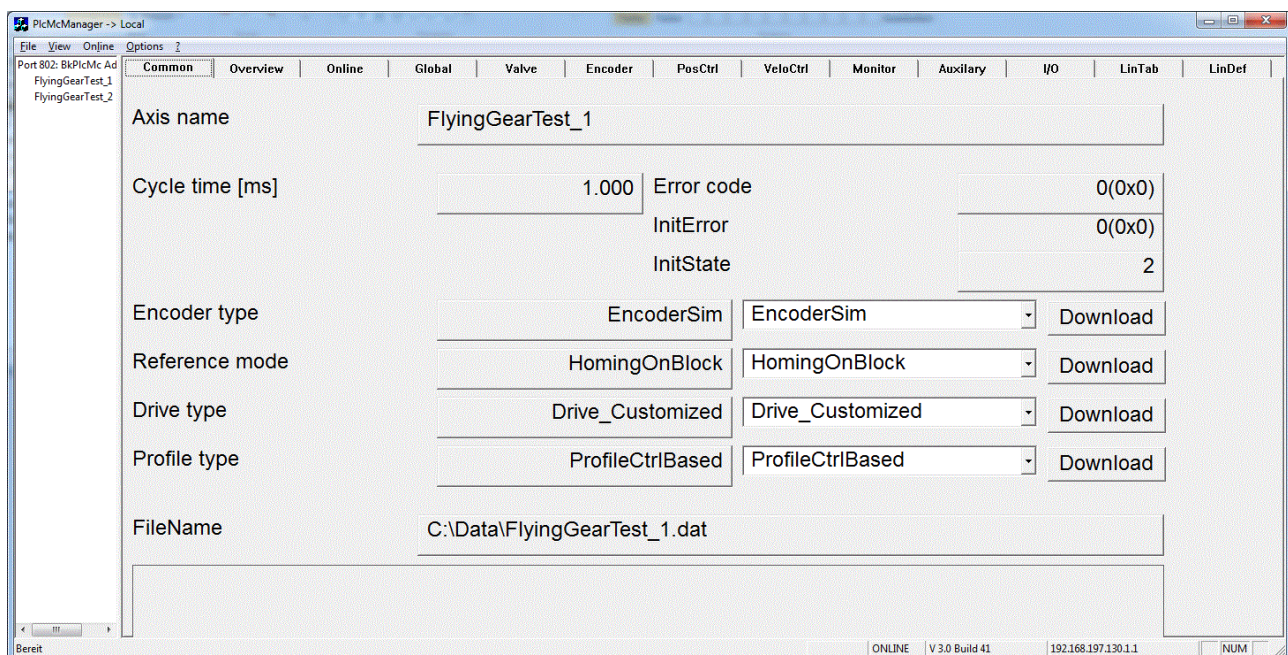 PlcMcManager -> Local
File View Online Options ?
Port 802: BkPlcMc Ad
FlyingGearTest_1
FlyingGearTest_2
Common Overview Online Global Valve Encoder PosCtrl VeloCtrl Monitor Auxilary I/O LinTab LinDef
Axis name FlyingGearTest_1
Cycle time [ms] 1.000 Error code 0(0x0)
InitError 0(0x0)
InitState 2
Encoder type EncoderSim EncoderSim Download
Reference mode HomingOnBlock HomingOnBlock Download
Drive type Drive_Customized Drive_Customized Download
Profile type ProfileCtrlBased ProfileCtrlBased Download
FileName C:\Data\FlyingGearTest_1.dat
Bereit ONLINE V 3.0 Build 41 192.168.197.130.1.1 NUM